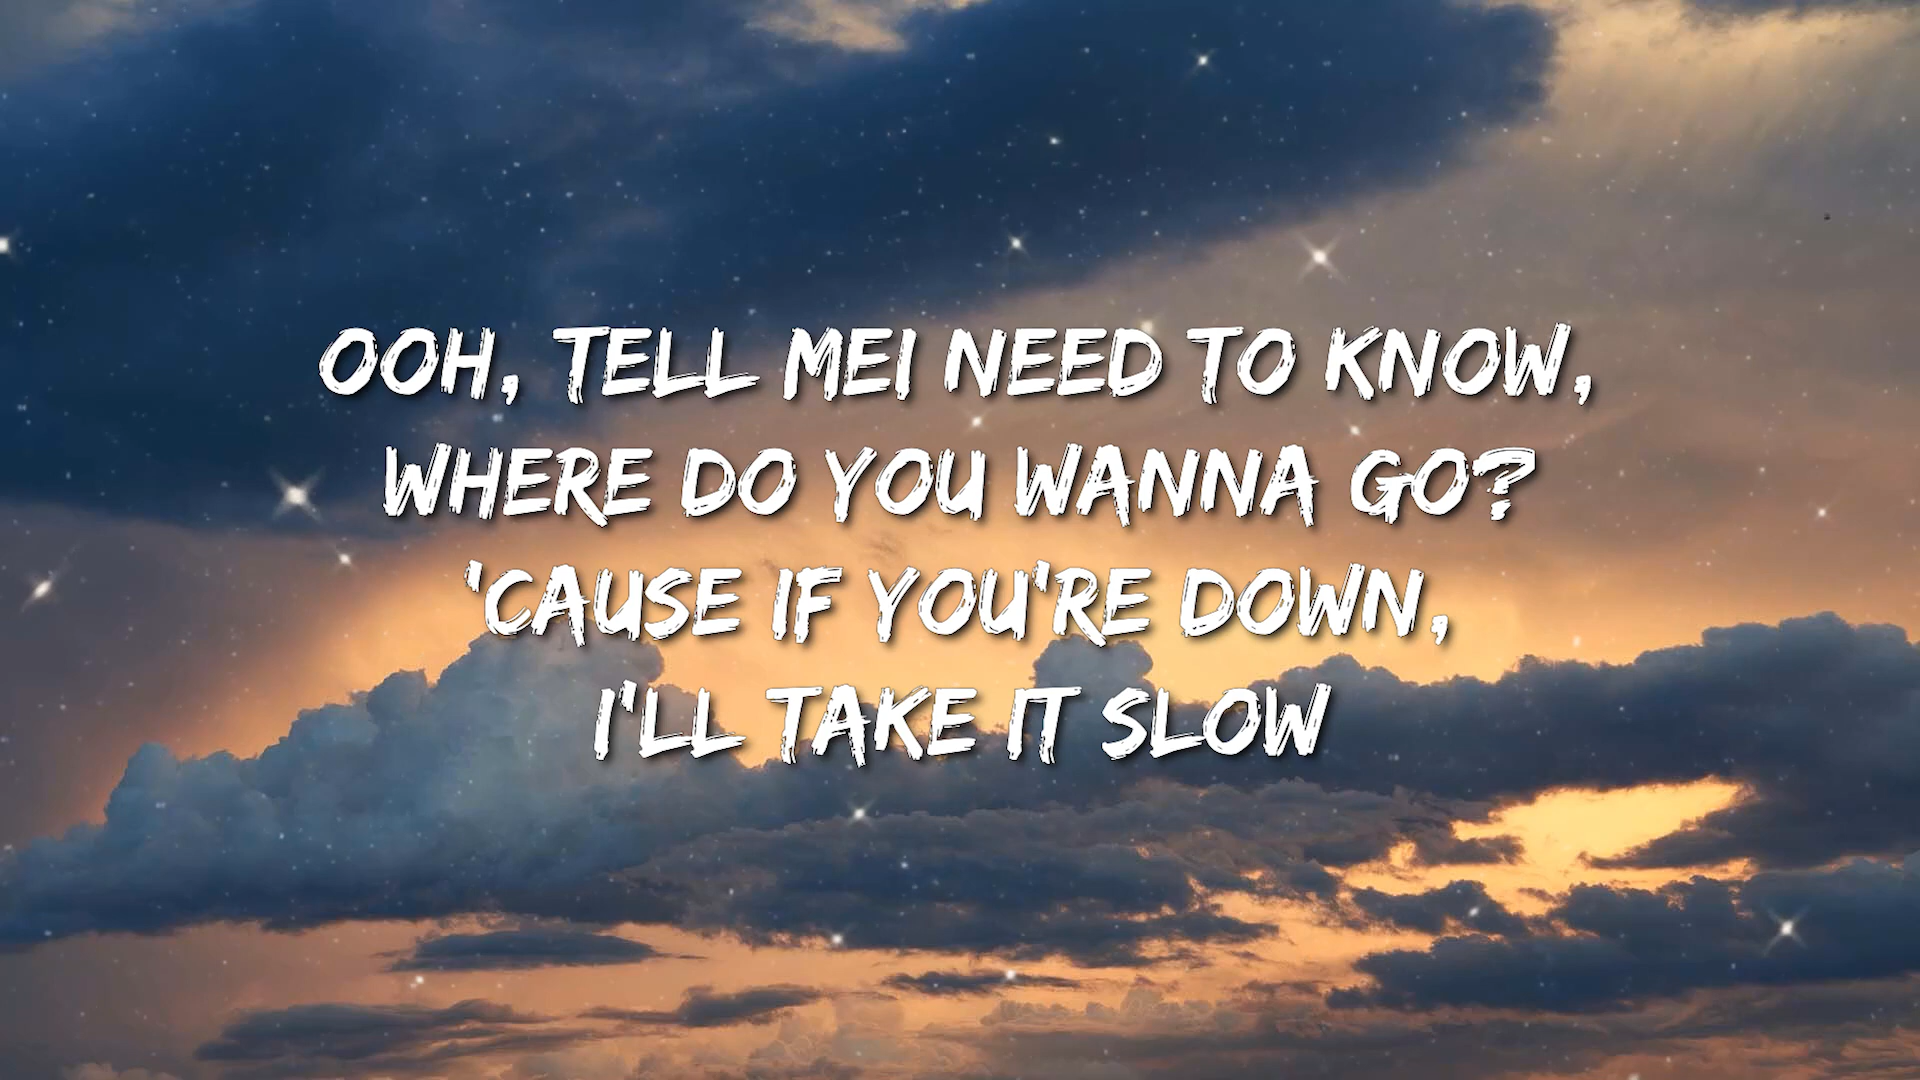 OOH, TELL MEI NEED TO KNOW,
WHERE DO YOU WANNA GO?
'CAUSE IF YOU'RE DOWN,
I'LL TAKE IT SLOW